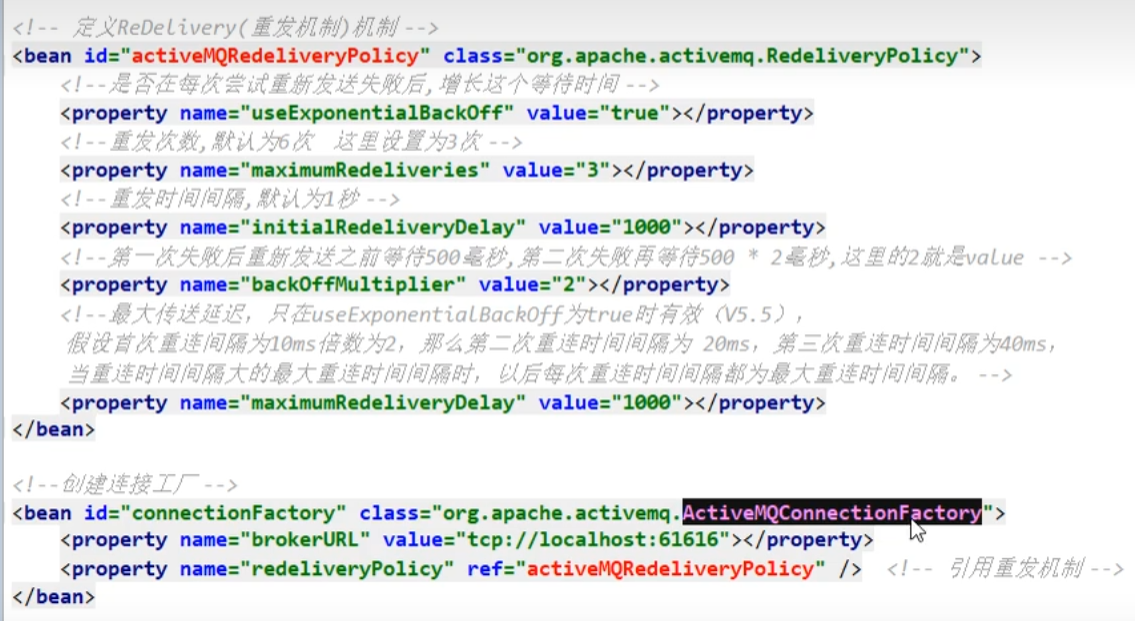 <!-- 定义ReDelivery(重发机制)机制 -->
<bean id="activeMQRedeliveryPolicy" class="org.apache.activemq.RedeliveryPolicy">
<!--是否在每次尝试重新发送失败后,增长这个等待时间 -->
<property name="useExponentialBackOff" value="true"></property>
<!--重发次数,默认为6次 这里设置为3次 -->
<property name="maximumRedeliveries" value="3"></property>
<!--重发时间间隔,默认为1秒 -->
<property name="initialRedeliveryDelay" value="1000"></property>
<!--第一次失败后重新发送之前等待500毫秒,第二次失败再等待500 * 2毫秒,这里的2就是value -->
<property name="backOffMultiplier" value="2"></property>
<!--最大传送延迟，只在useExponentialBackOff为true时有效（V5.5），
假设首次重连间隔为10ms倍数为2，那么第二次重连时间间隔为 20ms，第三次重连时间间隔为40ms，
当重连时间间隔大的最大重连时间间隔时，以后每次重连时间间隔都为最大重连时间间隔。 -->
<property name="maximumRedeliveryDelay" value="1000"></property>
</bean>
<!--创建连接工厂 -->
<bean id="connectionFactory" class="org.apache.activemq.ActiveMQConnectionFactory">
<property name="brokerURL" value="tcp://localhost:61616"></property>
<property name="redeliveryPolicy" ref="activeMQRedeliveryPolicy" /> <!-- 引用重发机制 -->
</bean>